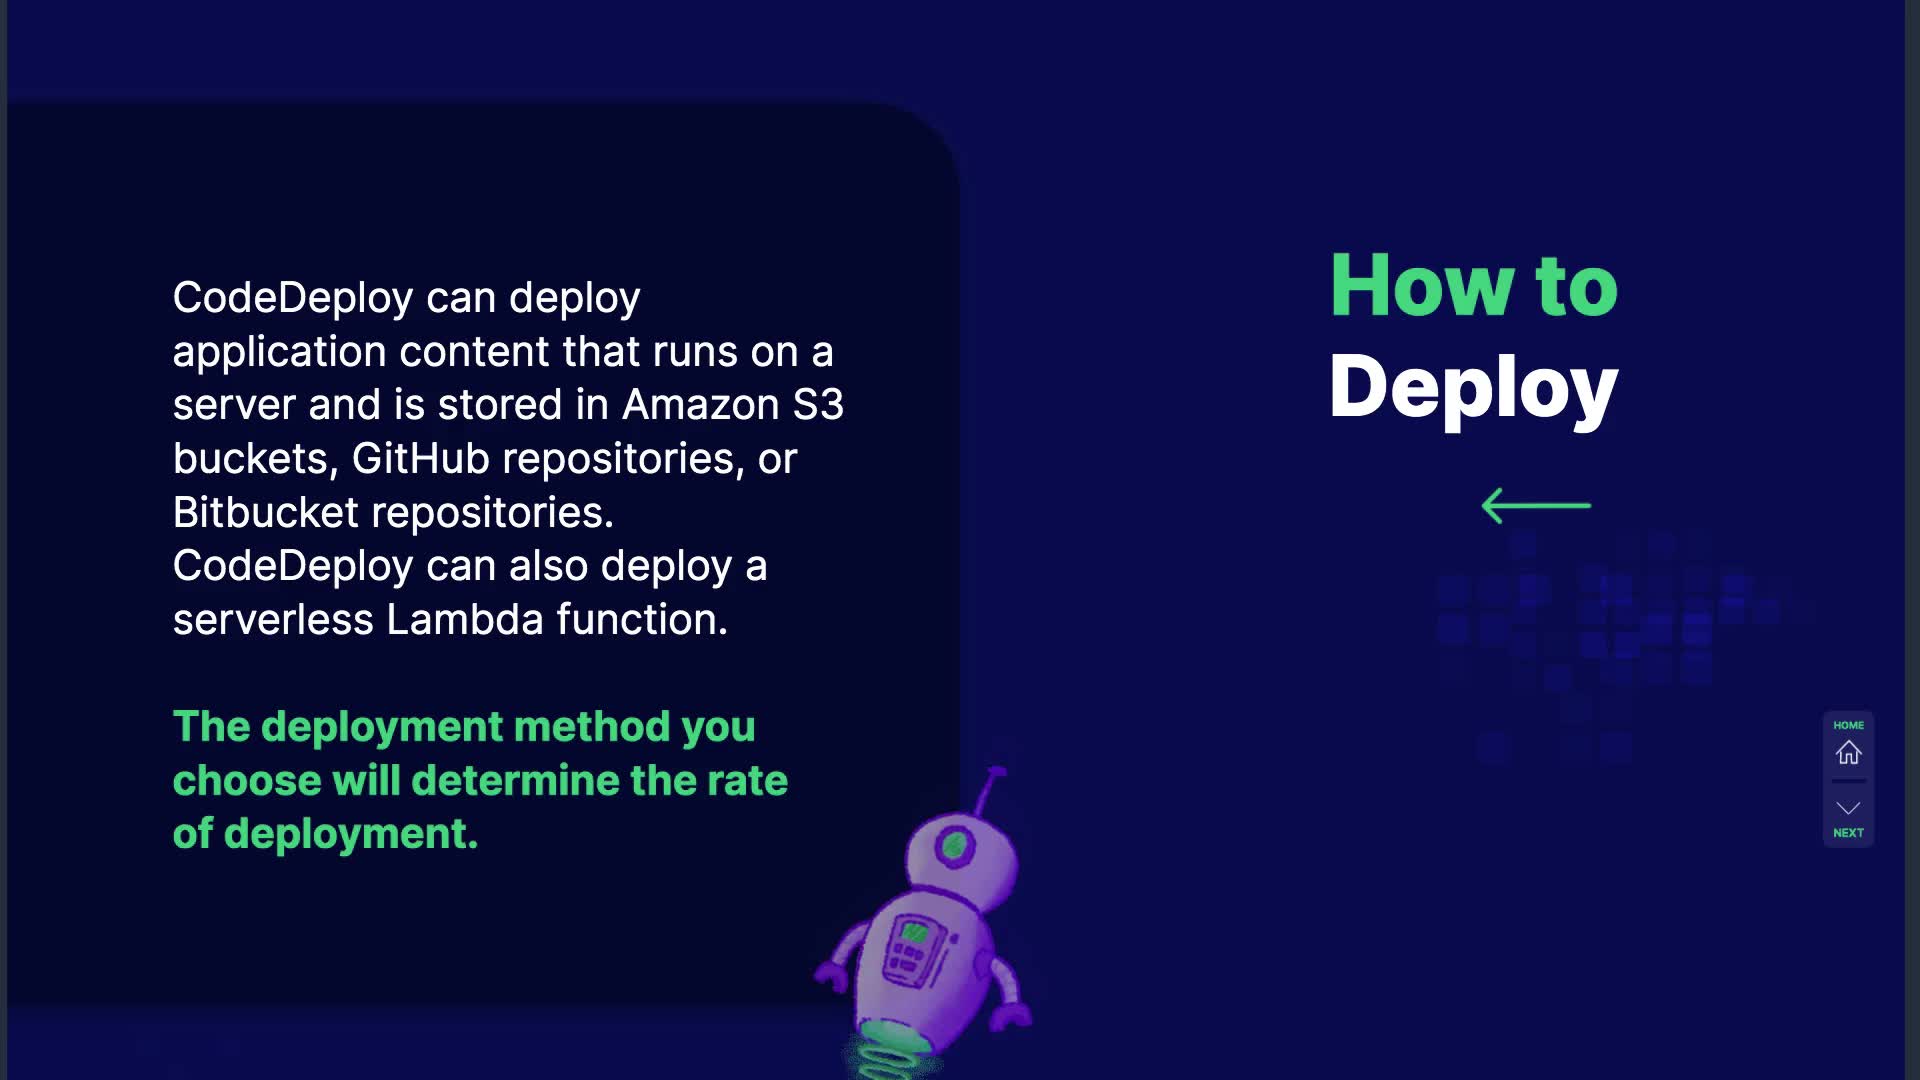 How to
Deploy
CodeDeploy can deploy
application content that runs on a
server and is stored in Amazon S3
buckets, GitHub repositories, or
Bitbucket repositories.
CodeDeploy can also deploy a
serverless Lambda function.
The deployment method you
choose will determine the rate
of deployment.
HOME
NEXT